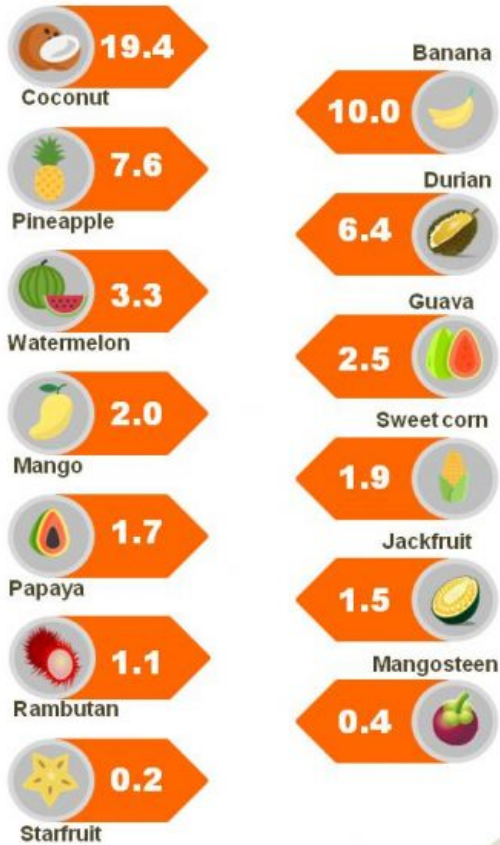 19.4
Coconut
Banana
10.0
7.6
Pineapple
Durian
6.4
3.3
Watermelon
Guava
2.5
2.0
Mango
Sweet corn
1.9
1.7
Papaya
Jackfruit
1.5
1.1
Rambutan
Mangosteen
0.4
0.2
Starfruit